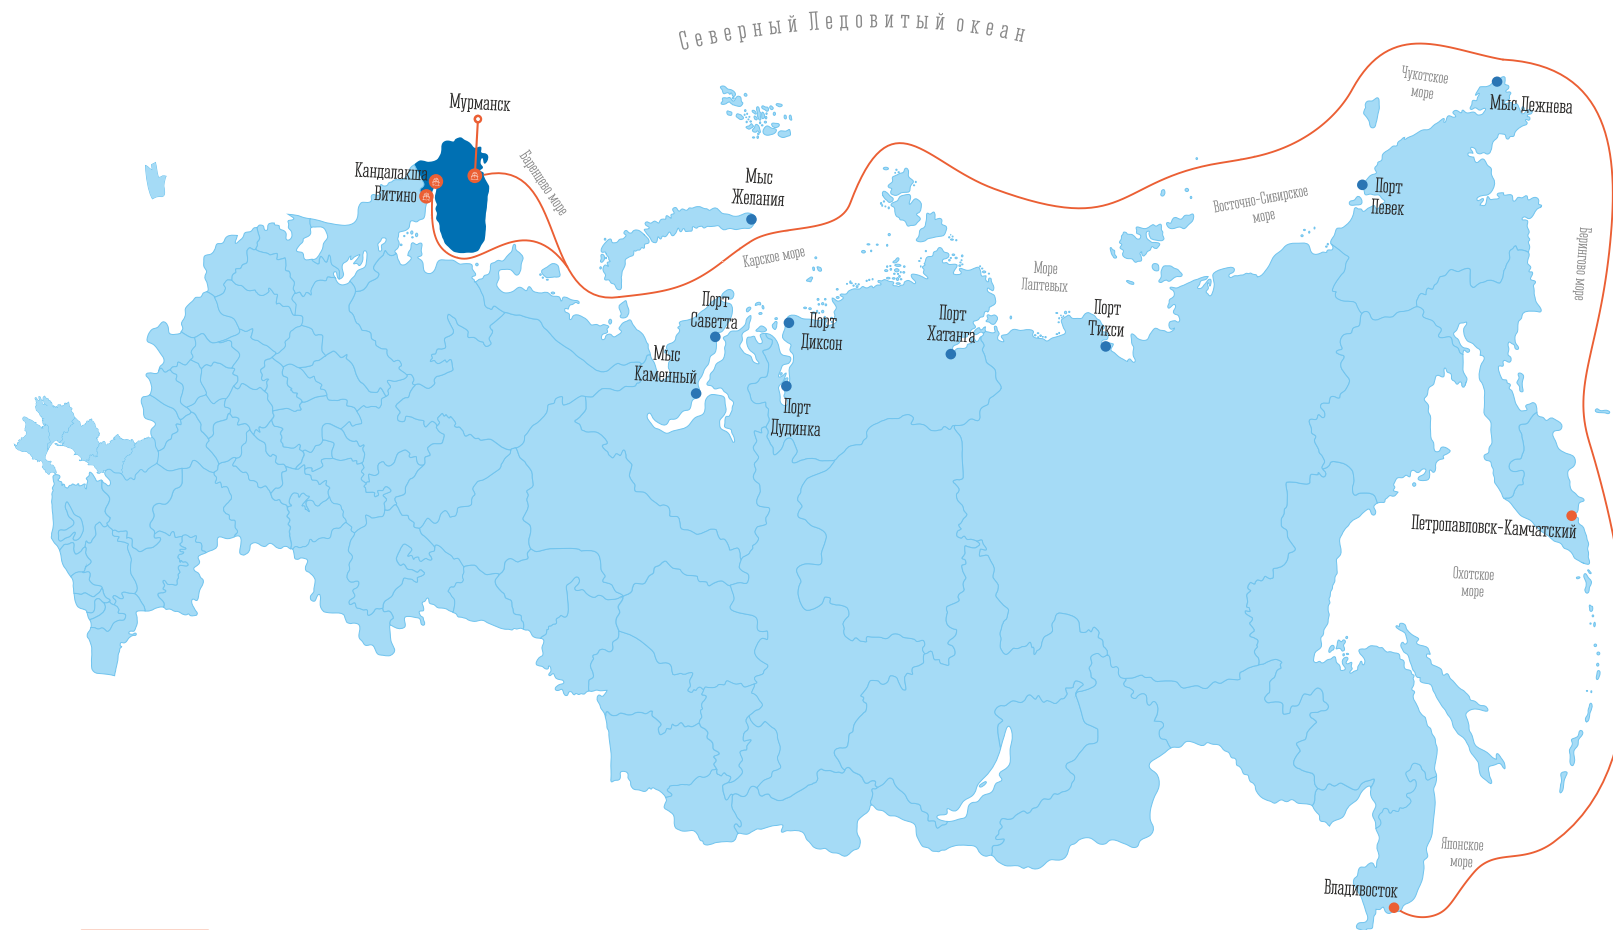 Северный Ледовитый океан
Чукотское
море
Мыс Дежнева
Мурманск
Баренцево море
Кандалакша
Витино
Мыс
Желания
Порт
Певек
Восточно-Сибирское
море
Берингово море
Карское море
Море
Лаптевых
Порт
Сабетта
Порт
Диксон
Порт
Хатанга
Порт
Тикси
Мыс
Каменный
Порт
Дудинка
Петропавловск-Камчатский
Охотское
море
Японское
море
Владивосток